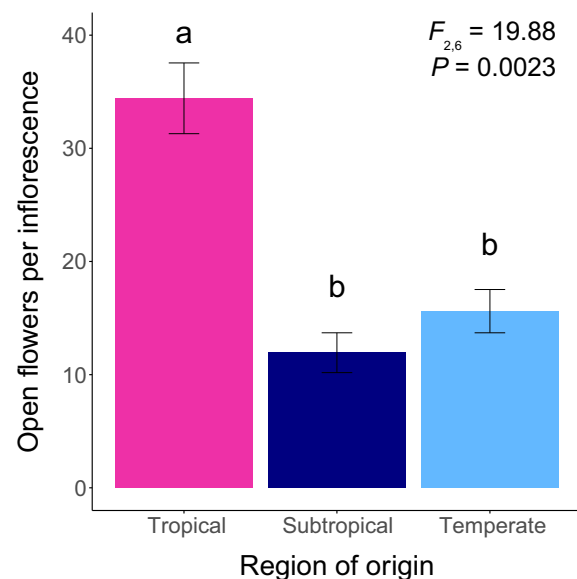 F2,6 = 19.88
P = 0.0023
Open flowers per inflorescence
40
30
20
10
0
a
b
b
Tropical Subtropical Temperate
Region of origin